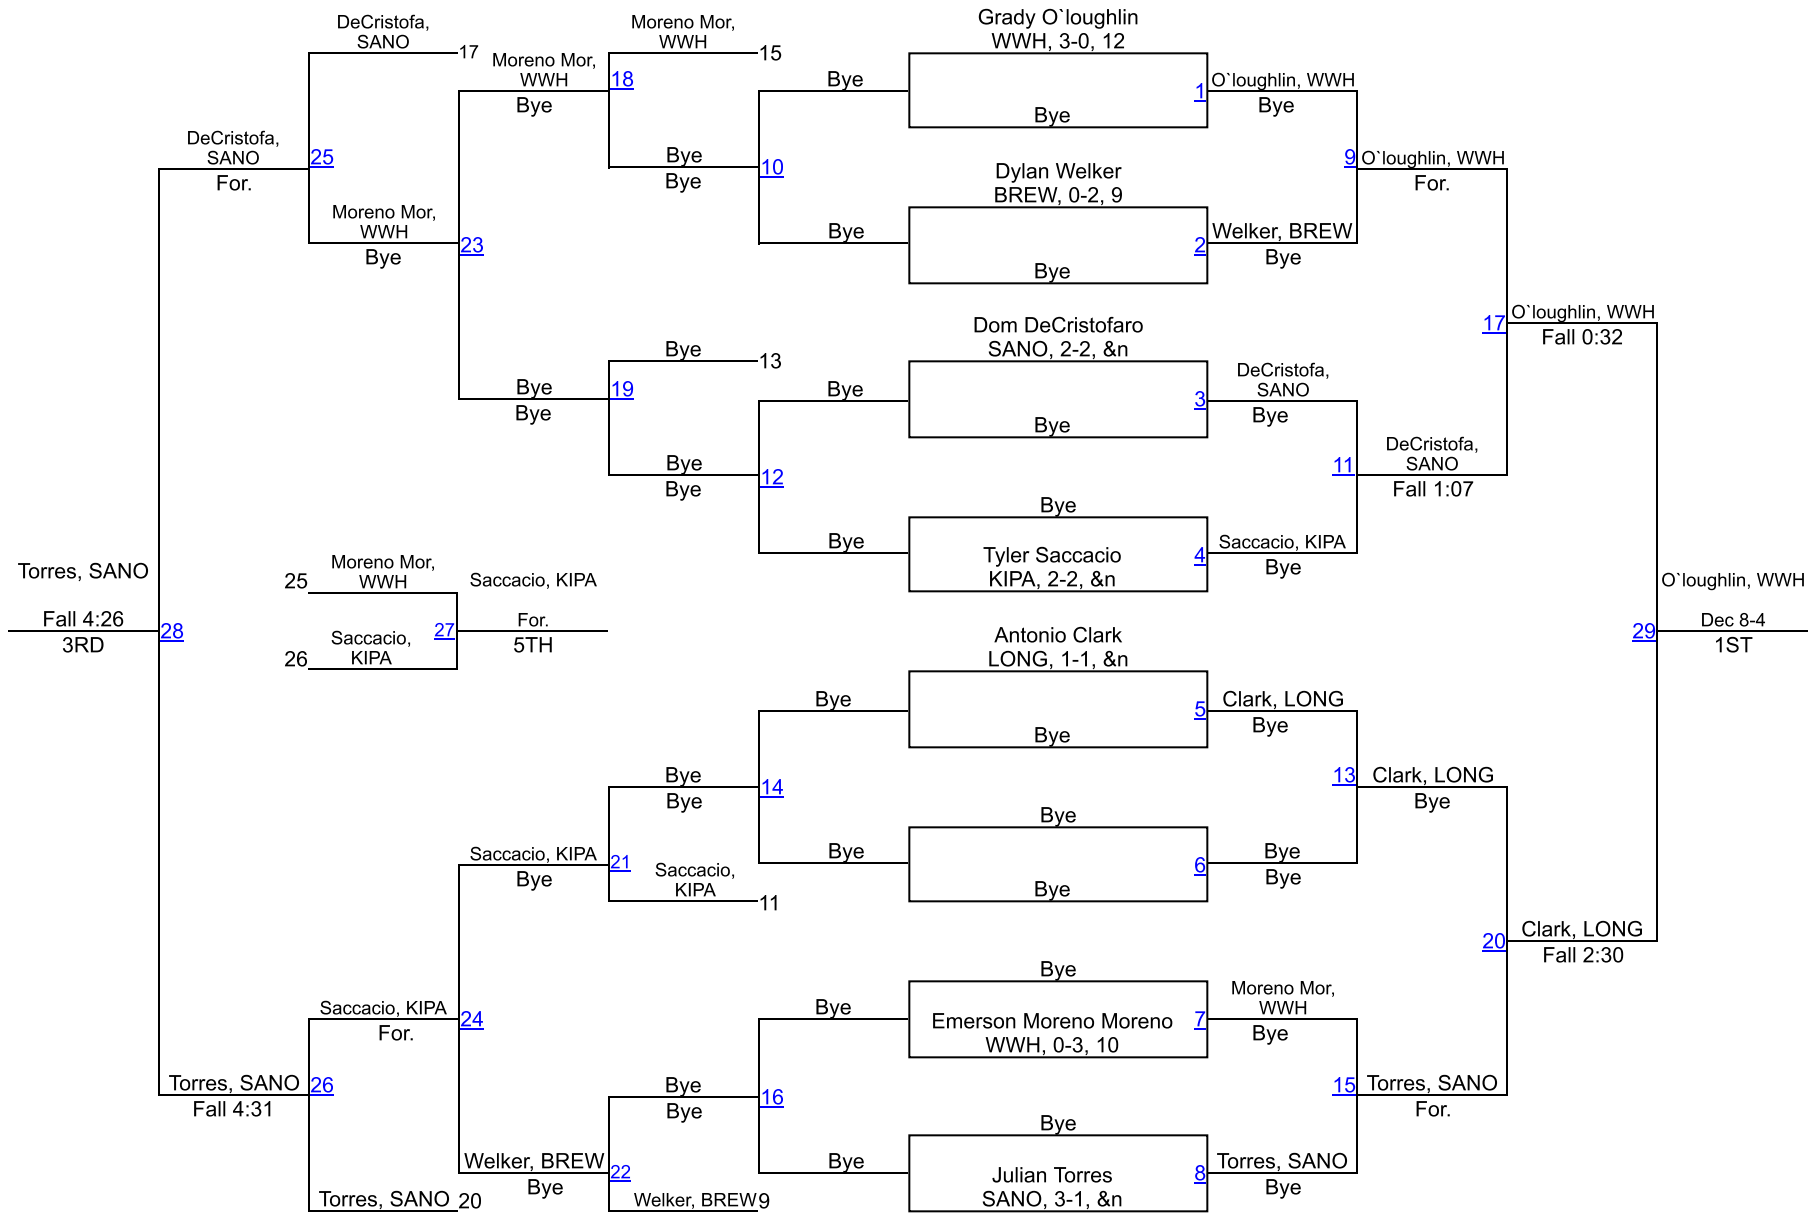 DeCristofa,
SANO
17
Moreno Mor,
WWH
Bye
18
Moreno Mor,
WWH
15
Bye
Bye
10
Bye
Bye
Grady O`loughlin
WWH, 3-0, 12
Bye
1
O`loughlin, WWH
Bye
Dylan Welker
BREW, 0-2, 9
Bye
2
Welker, BREW
Bye
9
O`loughlin, WWH
For.
DeCristofa,
SANO
For.
25
Moreno Mor,
WWH
Bye
23
Bye
Bye
19
Bye
13
Bye
Bye
12
Bye
Bye
Dom DeCristofaro
SANO, 2-2, &n
Bye
3
DeCristofa,
SANO
Bye
Bye
Tyler Saccacio
KIPA, 2-2, &n
4
Saccacio, KIPA
Bye
11
DeCristofa,
SANO
Fall 1:07
17
O`loughlin, WWH
Fall 0:32
Torres, SANO
Fall 4:26
3RD
28
25
Moreno Mor,
WWH
26
Saccacio,
KIPA
27
Saccacio, KIPA
For.
5TH
29
O`loughlin, WWH
Dec 8-4
1ST
Antonio Clark
LONG, 1-1, &n
Bye
5
Clark, LONG
Bye
Bye
Bye
6
Bye
Bye
13
Clark, LONG
Bye
Bye
Bye
14
Bye
Bye
Saccacio, KIPA
Bye
21
Saccacio,
KIPA
11
20
Clark, LONG
Fall 2:30
Bye
Emerson Moreno Moreno
WWH, 0-3, 10
7
Moreno Mor,
WWH
Bye
Bye
Julian Torres
SANO, 3-1, &n
8
Torres, SANO
Bye
15
Torres, SANO
For.
Bye
Bye
16
Bye
Bye
Saccacio, KIPA
For.
24
Torres, SANO
Fall 4:31
26
Welker, BREW
Bye
22
Welker, BREW
9
Torres, SANO
20